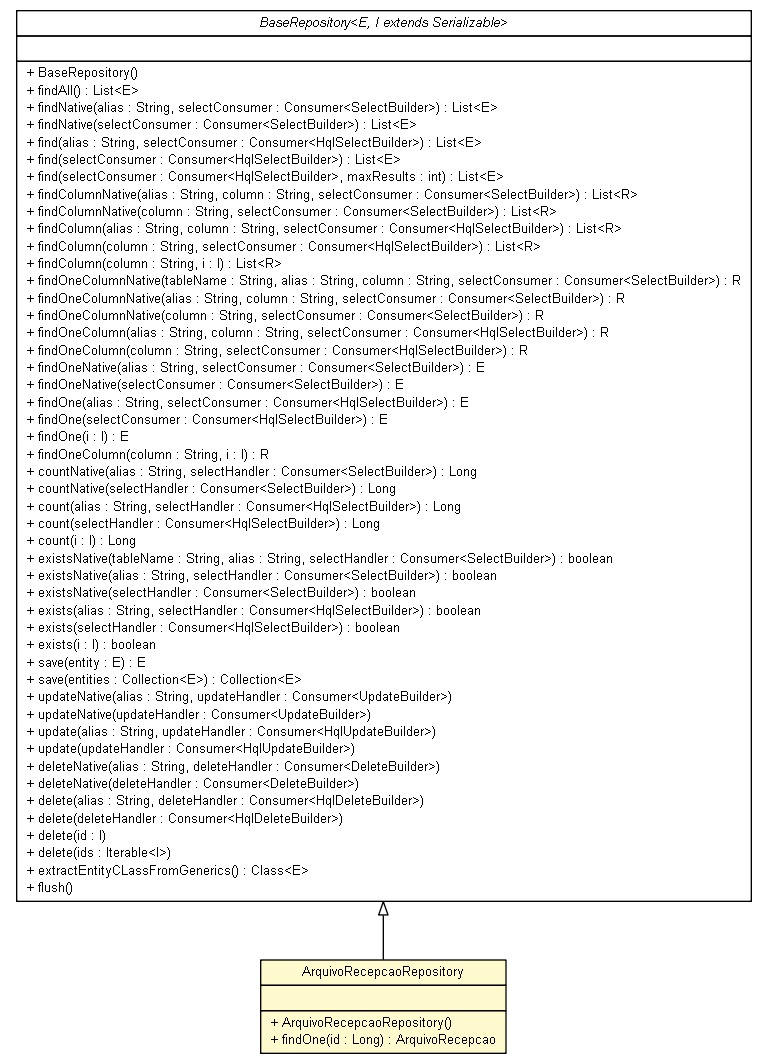 BaseRepository<E, I extends Serializable>
+ BaseRepository()
+ findAll() : List<E>
+ findNative(alias : String, selectConsumer : Consumer<SelectBuilder>) : List<E>
+ findNative(selectConsumer : Consumer<SelectBuilder>) : List<E>
+ find(alias : String, selectConsumer : Consumer<HqlSelectBuilder>) : List<E>
+ find(selectConsumer : Consumer<HqlSelectBuilder>) : List<E>
+ find(selectConsumer : Consumer<HqlSelectBuilder>, maxResults : int) : List<E>
+ findColumnNative(alias : String, column : String, selectConsumer : Consumer<SelectBuilder>) : List<R>
+ findColumnNative(column : String, selectConsumer : Consumer<SelectBuilder>) : List<R>
+ findColumn(alias : String, column : String, selectConsumer : Consumer<HqlSelectBuilder>) : List<R>
+ findColumn(column : String, selectConsumer : Consumer<HqlSelectBuilder>) : List<R>
+ findColumn(column : String, i : I) : List<R>
+ findOneColumnNative(tableName : String, alias : String, column : String, selectConsumer : Consumer<SelectBuilder>) : R
+ findOneColumnNative(alias : String, column : String, selectConsumer : Consumer<SelectBuilder>) : R
+ findOneColumnNative(column : String, selectConsumer : Consumer<SelectBuilder>) : R
+ findOneColumn(alias : String, column : String, selectConsumer : Consumer<HqlSelectBuilder>) : R
+ findOneColumn(column : String, selectConsumer : Consumer<HqlSelectBuilder>) : R
+ findOneNative(alias : String, selectConsumer : Consumer<SelectBuilder>) : E
+ findOneNative(selectConsumer : Consumer<SelectBuilder>) : E
+ findOne(alias : String, selectConsumer : Consumer<HqlSelectBuilder>) : E
+ findOne(selectConsumer : Consumer<HqlSelectBuilder>) : E
+ findOne(i : I) : E
+ findOneColumn(column : String, i : I) : R
+ countNative(alias : String, selectHandler : Consumer<SelectBuilder>) : Long
+ countNative(selectHandler : Consumer<SelectBuilder>) : Long
+ count(alias : String, selectHandler : Consumer<HqlSelectBuilder>) : Long
+ count(selectHandler : Consumer<HqlSelectBuilder>) : Long
+ count(i : I) : Long
+ existsNative(tableName : String, alias : String, selectHandler : Consumer<SelectBuilder>) : boolean
+ existsNative(alias : String, selectHandler : Consumer<SelectBuilder>) : boolean
+ existsNative(selectHandler : Consumer<SelectBuilder>) : boolean
+ exists(alias : String, selectHandler : Consumer<HqlSelectBuilder>) : boolean
+ exists(selectHandler : Consumer<HqlSelectBuilder>) : boolean
+ exists(i : I) : boolean
+ save(entity : E) : E
+ save(entities : Collection<E>) : Collection<E>
+ updateNative(alias : String, updateHandler : Consumer<UpdateBuilder>)
+ updateNative(updateHandler : Consumer<UpdateBuilder>)
+ update(alias : String, updateHandler : Consumer<HqlUpdateBuilder>)
+ update(updateHandler : Consumer<HqlUpdateBuilder>)
+ deleteNative(alias : String, deleteHandler : Consumer<DeleteBuilder>)
+ deleteNative(deleteHandler : Consumer<DeleteBuilder>)
+ delete(alias : String, deleteHandler : Consumer<HqlDeleteBuilder>)
+ delete(deleteHandler : Consumer<HqlDeleteBuilder>)
+ delete(id : I)
+ delete(ids : Iterable<I>)
+ extractEntityCLassFromGenerics() : Class<E>
+ flush()
ArquivoRecepcaoRepository
+ ArquivoRecepcaoRepository()
+ findOne(id : Long) : ArquivoRecepcao